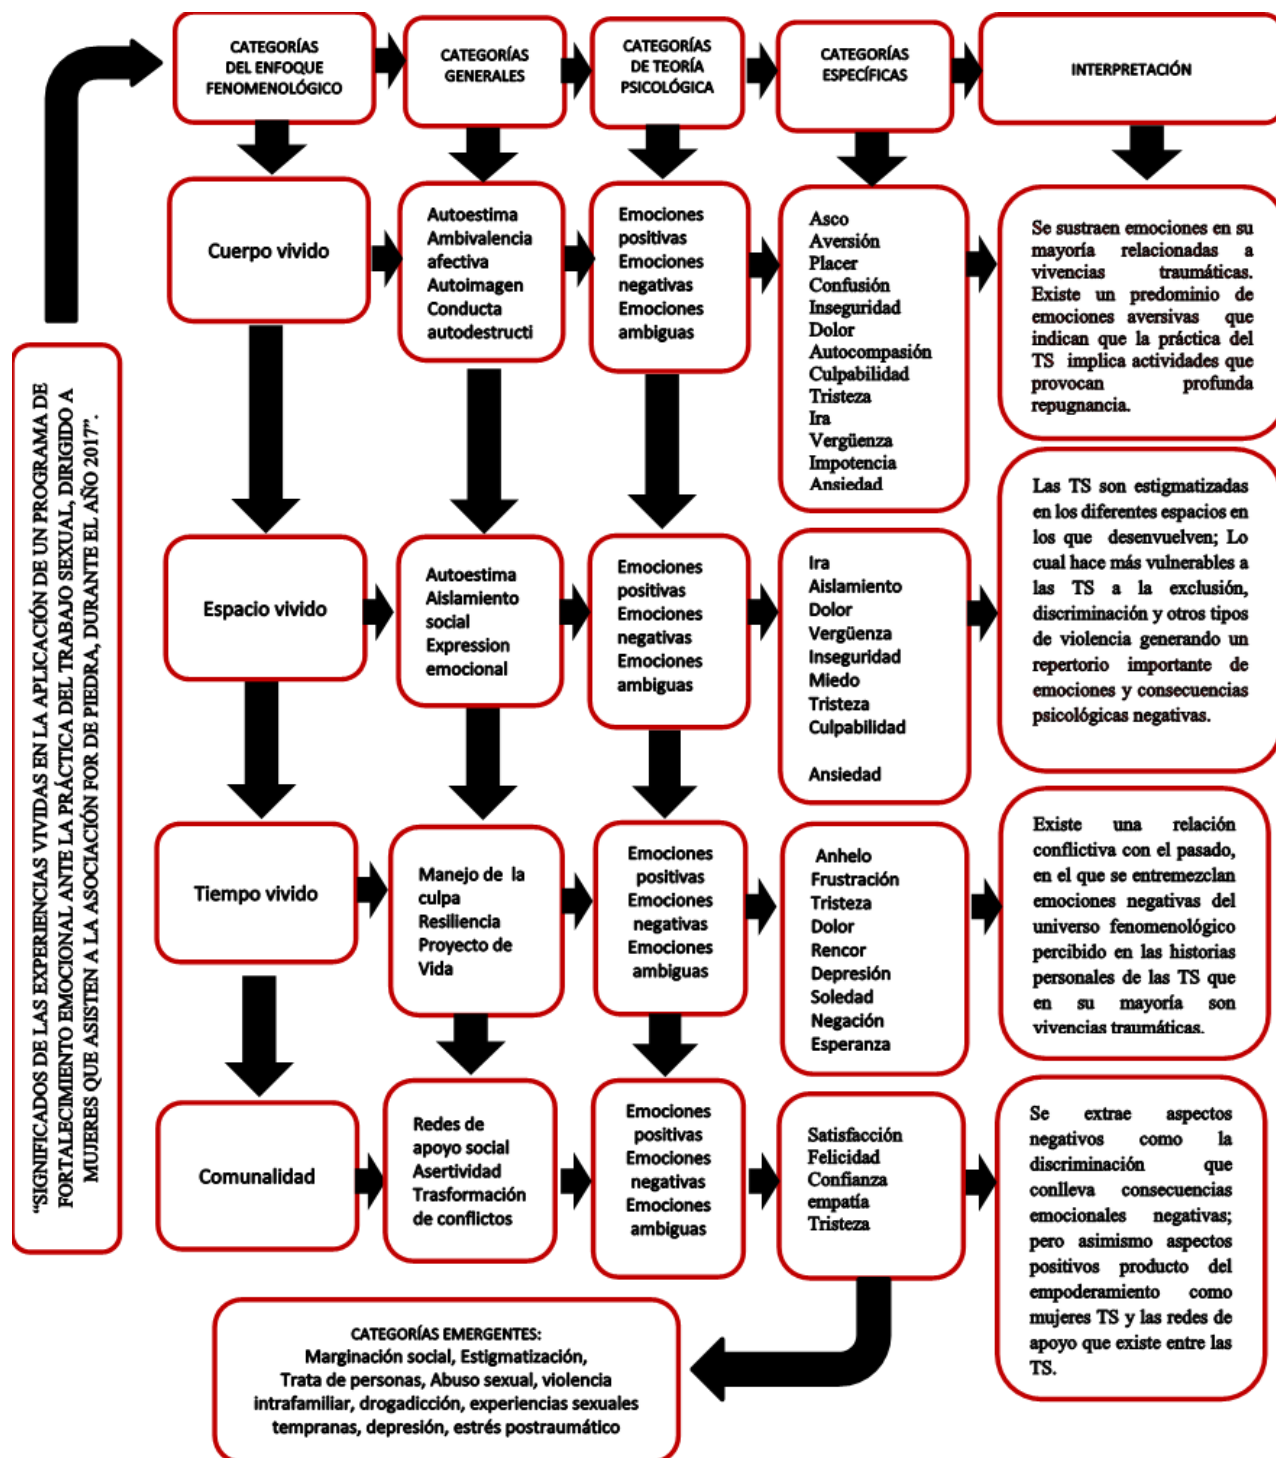 “SIGNIFICADOS DE LAS EXPERIENCIAS VIVIDAS EN LA APLICACIÓN DE UN PROGRAMA DE
FORTALECIMIENTO EMOCIONAL ANTE LA PRÁCTICA DEL TRABAJO SEXUAL, DIRIGIDO A
MUJERES QUE ASISTEN A LA ASOCIACIÓN FOR DE PIEDRA, DURANTE EL AÑO 2017”.
CATEGORÍAS
DEL ENFOQUE
FENOMENOLÓGICO
CATEGORÍAS
GENERALES
CATEGORÍAS
DE TEORÍA
PSICOLÓGICA
CATEGORÍAS
ESPECÍFICAS
INTERPRETACIÓN
Cuerpo vivido
Autoestima
Ambivalencia
afectiva
Autoimagen
Conducta
autodestructi
Emociones
positivas
Emociones
negativas
Emociones
ambiguas
Asco
Aversión
Placer
Confusión
Inseguridad
Dolor
Autocompasión
Culpabilidad
Tristeza
Ira
Vergüenza
Impotencia
Ansiedad
Se sustraen emociones en su
mayoría relacionadas a
vivencias traumáticas.
Existe un predominio de
emociones aversivas que
indican que la práctica del
TS implica actividades que
provocan profunda
repugnancia.
Espacio vivido
Autoestima
Aislamiento
social
Expression
emocional
Emociones
positivas
Emociones
negativas
Emociones
ambiguas
Ira
Aislamiento
Dolor
Vergüenza
Inseguridad
Miedo
Tristeza
Culpabilidad
Ansiedad
Las TS son estigmatizadas
en los diferentes espacios en
los que desenvuelven; Lo
cual hace más vulnerables a
las TS a la exclusión,
discriminación y otros tipos
de violencia generando un
repertorio importante de
emociones y consecuencias
psicológicas negativas.
Tiempo vivido
Manejo de la
culpa
Resiliencia
Proyecto de
Vida
Emociones
positivas
Emociones
negativas
Emociones
ambiguas
Anhelo
Frustración
Tristeza
Dolor
Rencor
Depresión
Soledad
Negación
Esperanza
Existe una relación
conflictiva con el pasado,
en el que se entremezclan
emociones negativas del
universo fenomenológico
percibido en las historias
personales de las TS que
en su mayoría son
vivencias traumáticas.
Comunalidad
Redes de
apoyo social
Asertividad
Trasformación
de conflictos
Emociones
positivas
Emociones
negativas
Emociones
ambiguas
Satisfacción
Felicidad
Confianza
empatía
Tristeza
Se extrae aspectos
negativos como la
discriminación que
conlleva consecuencias
emocionales negativas;
pero asimismo aspectos
positivos producto del
empoderamiento como
mujeres TS y las redes de
apoyo que existe entre las
TS.
CATEGORÍAS EMERGENTES:
Marginación social, Estigmatización,
Trata de personas, Abuso sexual, violencia
intrafamiliar, drogadicción, experiencias sexuales
tempranas, depresión, estrés postraumático